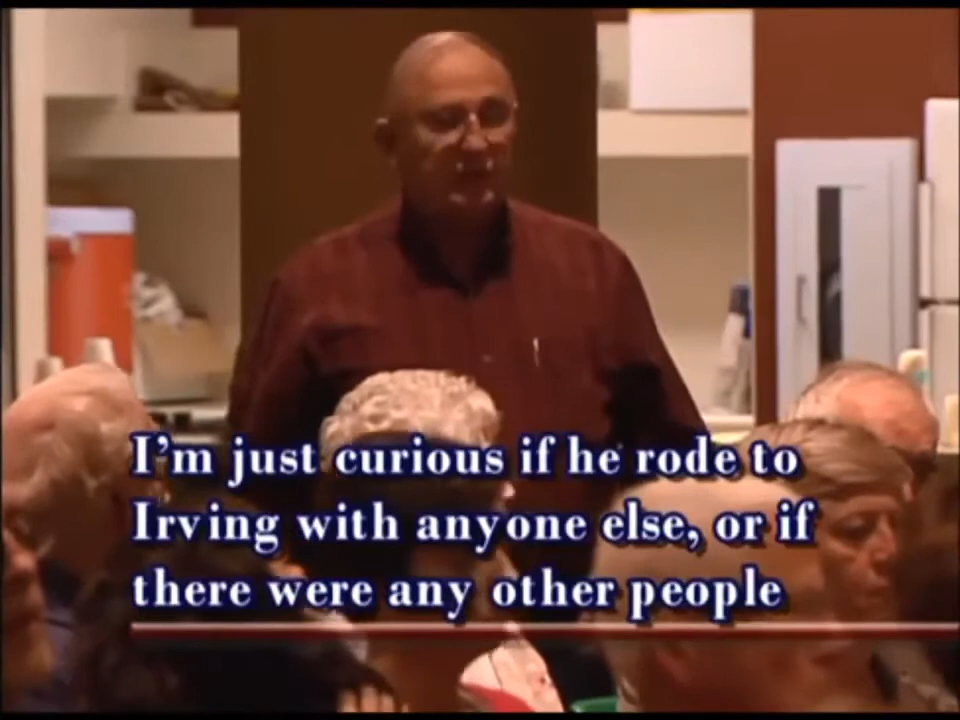 I'm just curious if he rode to
Irving with anyone else, or if
there were any other people